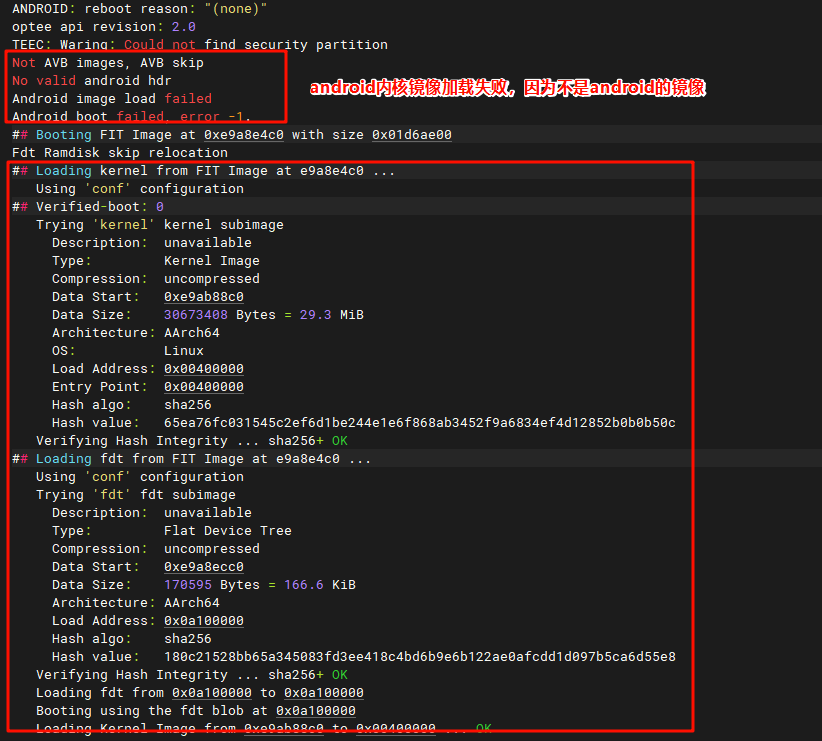 ANDROID: reboot reason: "(none)"
optee api revision: 2.0
TEEC: Waring: Could not find security partition
Not AVB images, AVB skip
No valid android hdr
Android image load failed
Android boot failed, error -1.
android内核镜像加载失败，因为不是android的镜像
## Booting FIT Image at 0xe9a8e4c0 with size 0x01d6ae00
Fdt Ramdisk skip relocation
## Loading kernel from FIT Image at e9a8e4c0 ...
Using 'conf' configuration
## Verified-boot: 0
Trying 'kernel' kernel subimage
Description: unavailable
Type: Kernel Image
Compression: uncompressed
Data Start: 0xe9ab88c0
Data Size: 30673408 Bytes = 29.3 MiB
Architecture: AArch64
OS: Linux
Load Address: 0x00400000
Entry Point: 0x00400000
Hash algo: sha256
Hash value: 65ea76fc031545c2ef6d1be244e1e6f868ab3452f9a6834ef4d12852b0b0b50c
Verifying Hash Integrity ... sha256+ OK
## Loading fdt from FIT Image at e9a8e4c0 ...
Using 'conf' configuration
Trying 'fdt' fdt subimage
Description: unavailable
Type: Flat Device Tree
Compression: uncompressed
Data Start: 0xe9a8ecc0
Data Size: 170595 Bytes = 166.6 KiB
Architecture: AArch64
Load Address: 0x0a100000
Hash algo: sha256
Hash value: 180c21528bb65a345083fd3ee418c4bd6b9e6b122ae0afcdd1d097b5ca6d55e8
Verifying Hash Integrity ... sha256+ OK
Loading fdt from 0x0a100000 to 0x0a100000
Booting using the fdt blob at 0x0a100000
Loading Kernel Image from 0xe9ab88c0 to 0x00400000 ... OK